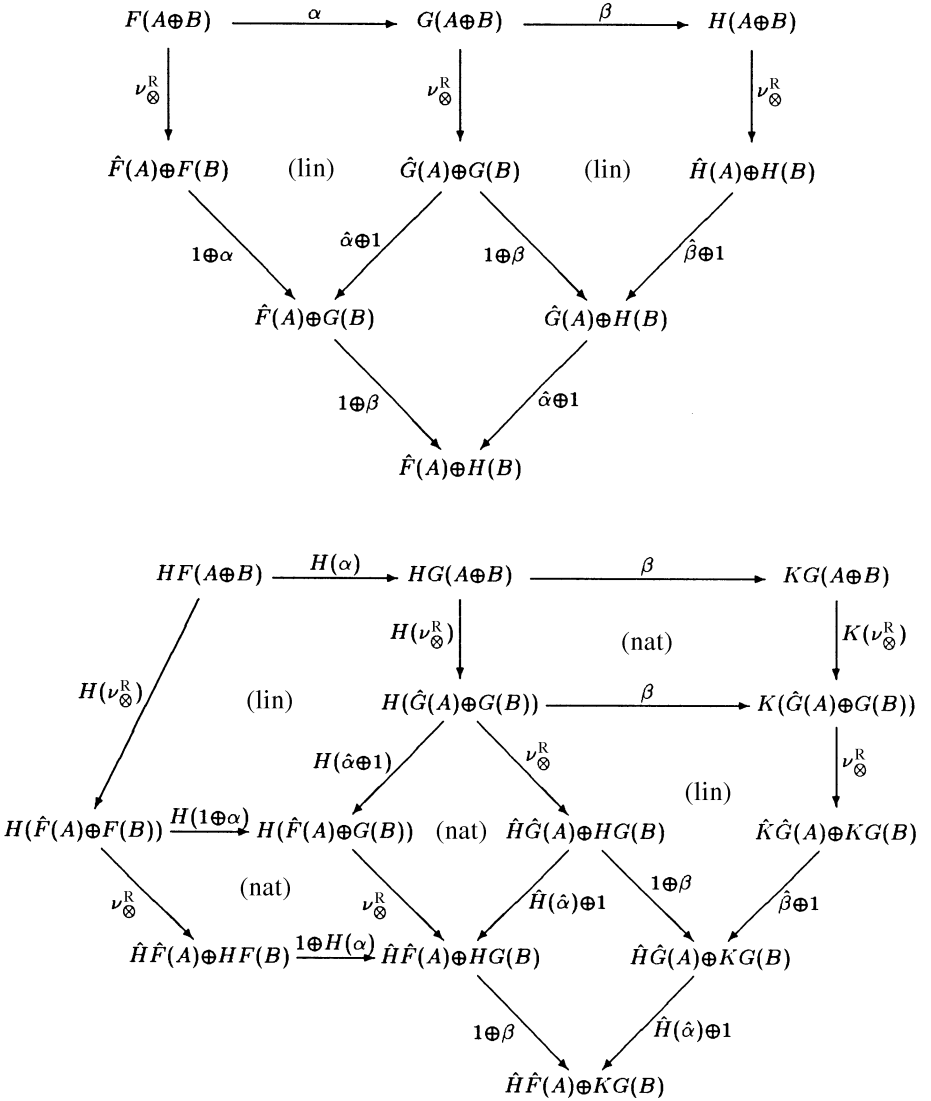 F(A⊕B) α G(A⊕B) β H(A⊕B)
ν⊗ᴿ ν⊗ᴿ ν⊗ᴿ
F̂(A)⊕F(B) (lin) Ĝ(A)⊕G(B) (lin) Ĥ(A)⊕H(B)
1⊕α α̂⊕1 1⊕β β̂⊕1
F̂(A)⊕G(B) Ĝ(A)⊕H(B)
1⊕β α̂⊕1
F̂(A)⊕H(B)
HF(A⊕B) H(α) HG(A⊕B) β KG(A⊕B)
H(ν⊗ᴿ) (nat) K(ν⊗ᴿ)
H(ν⊗ᴿ) (lin) H(Ĝ(A)⊕G(B)) β K(Ĝ(A)⊕G(B))
H(α̂⊕1) ν⊗ᴿ (lin) ν⊗ᴿ
H(F̂(A)⊕F(B)) H(1⊕α) H(F̂(A)⊕G(B)) (nat) ĤĜ(A)⊕HG(B) K̂Ĝ(A)⊕KG(B)
ν⊗ᴿ (nat) ν⊗ᴿ Ĥ(α̂)⊕1 1⊕β β̂⊕1
ĤF̂(A)⊕HF(B) 1⊕H(α) ĤF̂(A)⊕HG(B) ĤĜ(A)⊕KG(B)
1⊕β Ĥ(α̂)⊕1
ĤF̂(A)⊕KG(B)